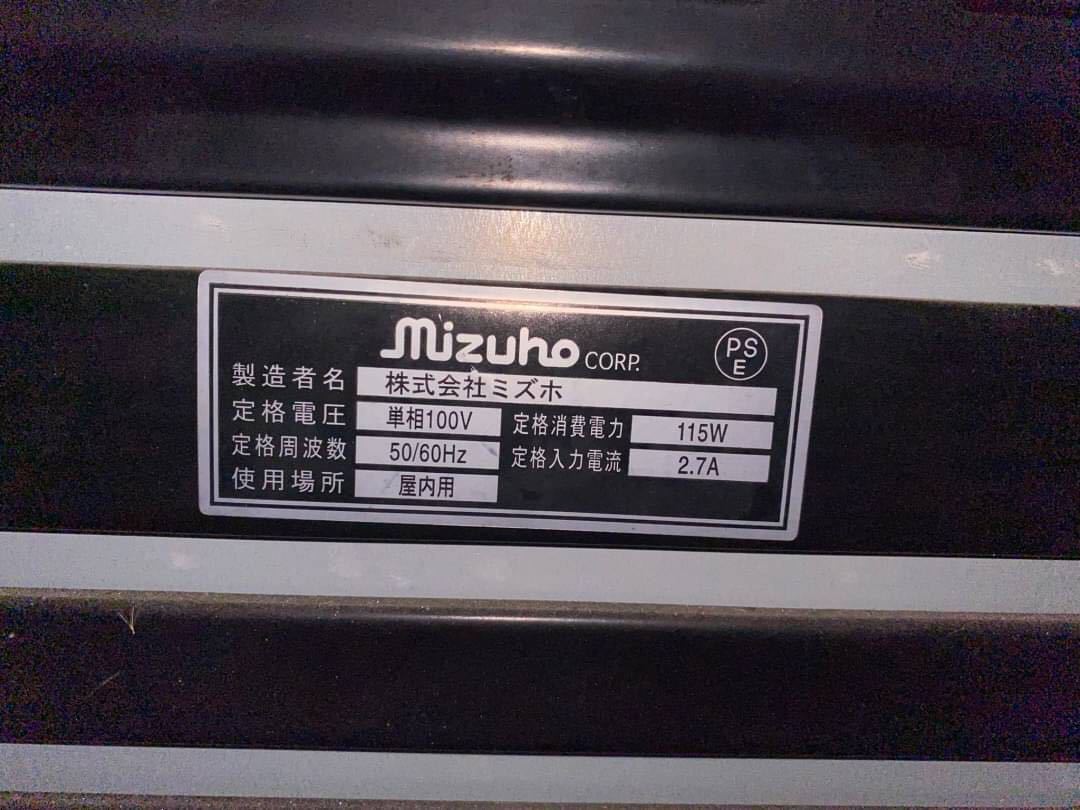 mizuho CORP.
PS
E
製造者名 株式会社ミズホ
定格電圧 単相100V 定格消費電力 115W
定格周波数 50/60Hz 定格入力電流 2.7A
使用場所 屋内用